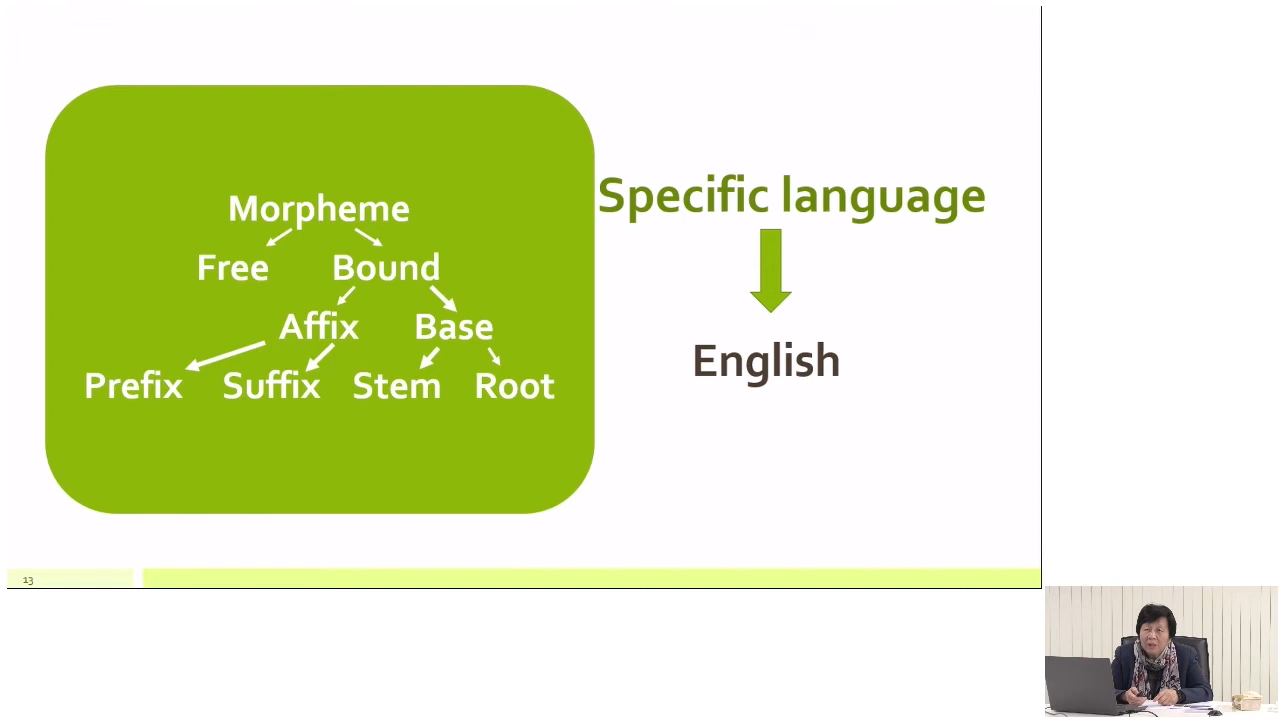 Morpheme
Free Bound
Affix Base
Prefix Suffix Stem Root
Specific language
English
13